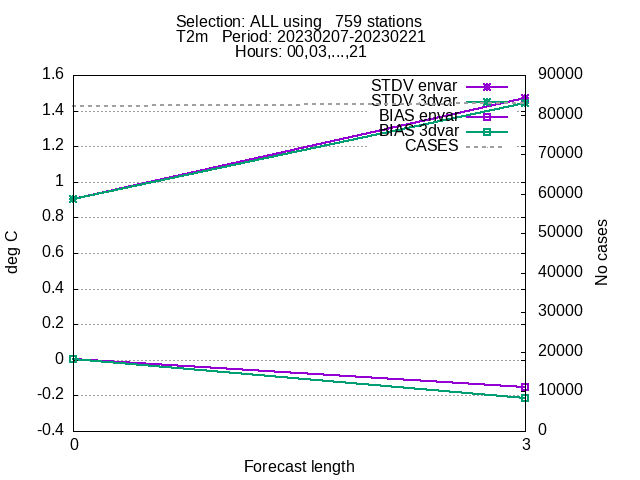 Selection: ALL using   759 stations
T2m   Period: 20230207-20230221
Hours: 00,03,...,21
1.6
1.4
1.2
1
0.8
0.6
0.4
0.2
0
-0.2
-0.4
deg C
STDV envar
STDV 3dvar
BIAS envar
BIAS 3dvar
CASES
90000
80000
70000
60000
50000
40000
30000
20000
10000
0
No cases
0
3
Forecast length